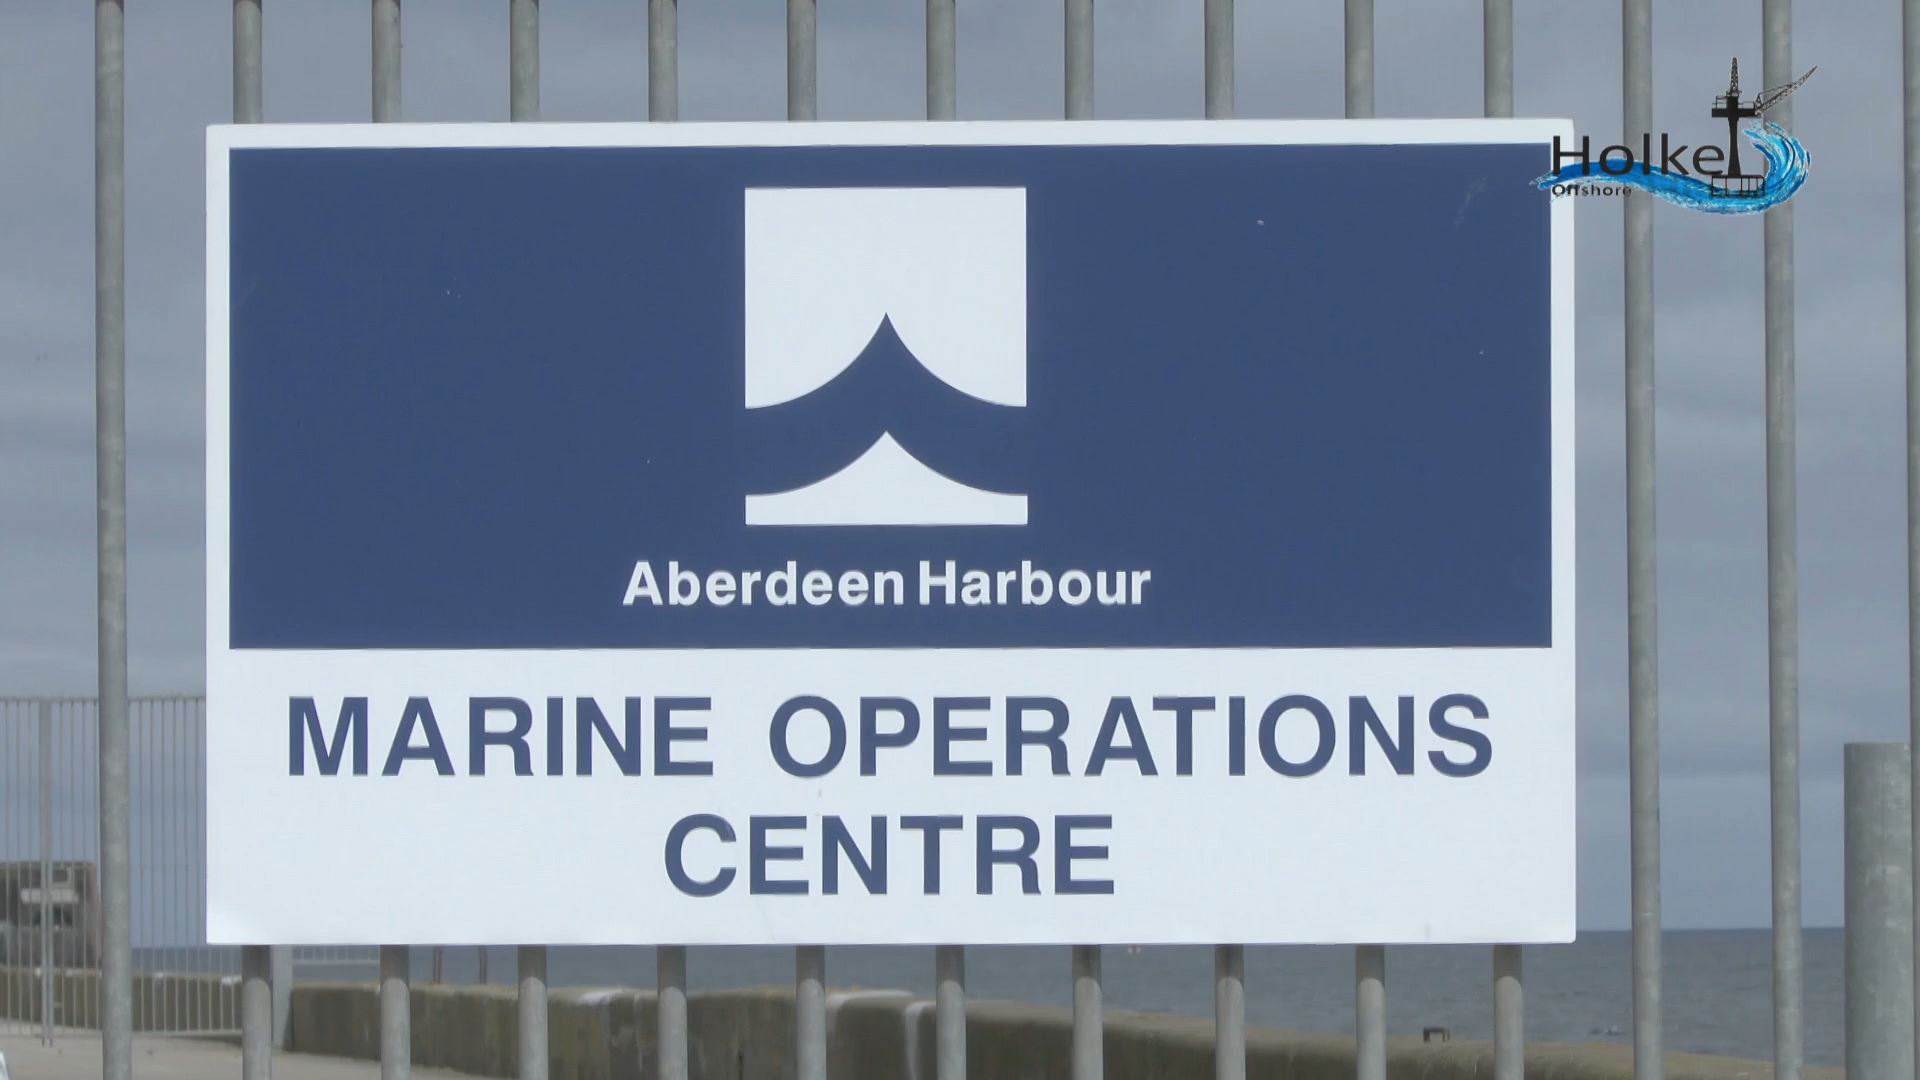 Holket
Offshore
Aberdeen Harbour
MARINE OPERATIONS
CENTRE